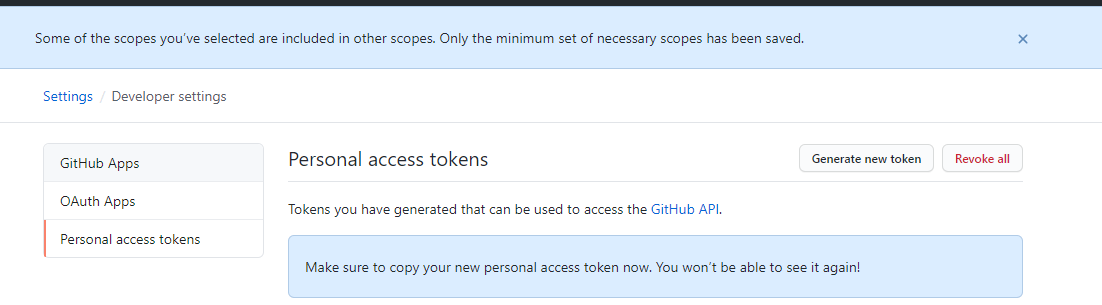 Some of the scopes you’ve selected are included in other scopes. Only the minimum set of necessary scopes has been saved.
Settings / Developer settings
GitHub Apps
OAuth Apps
Personal access tokens
Personal access tokens
Generate new token
Revoke all
Tokens you have generated that can be used to access the GitHub API.
Make sure to copy your new personal access token now. You won’t be able to see it again!